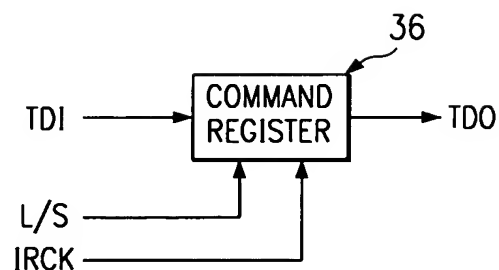 36
COMMAND
REGISTER
TDI
TDO
L/S
IRCK